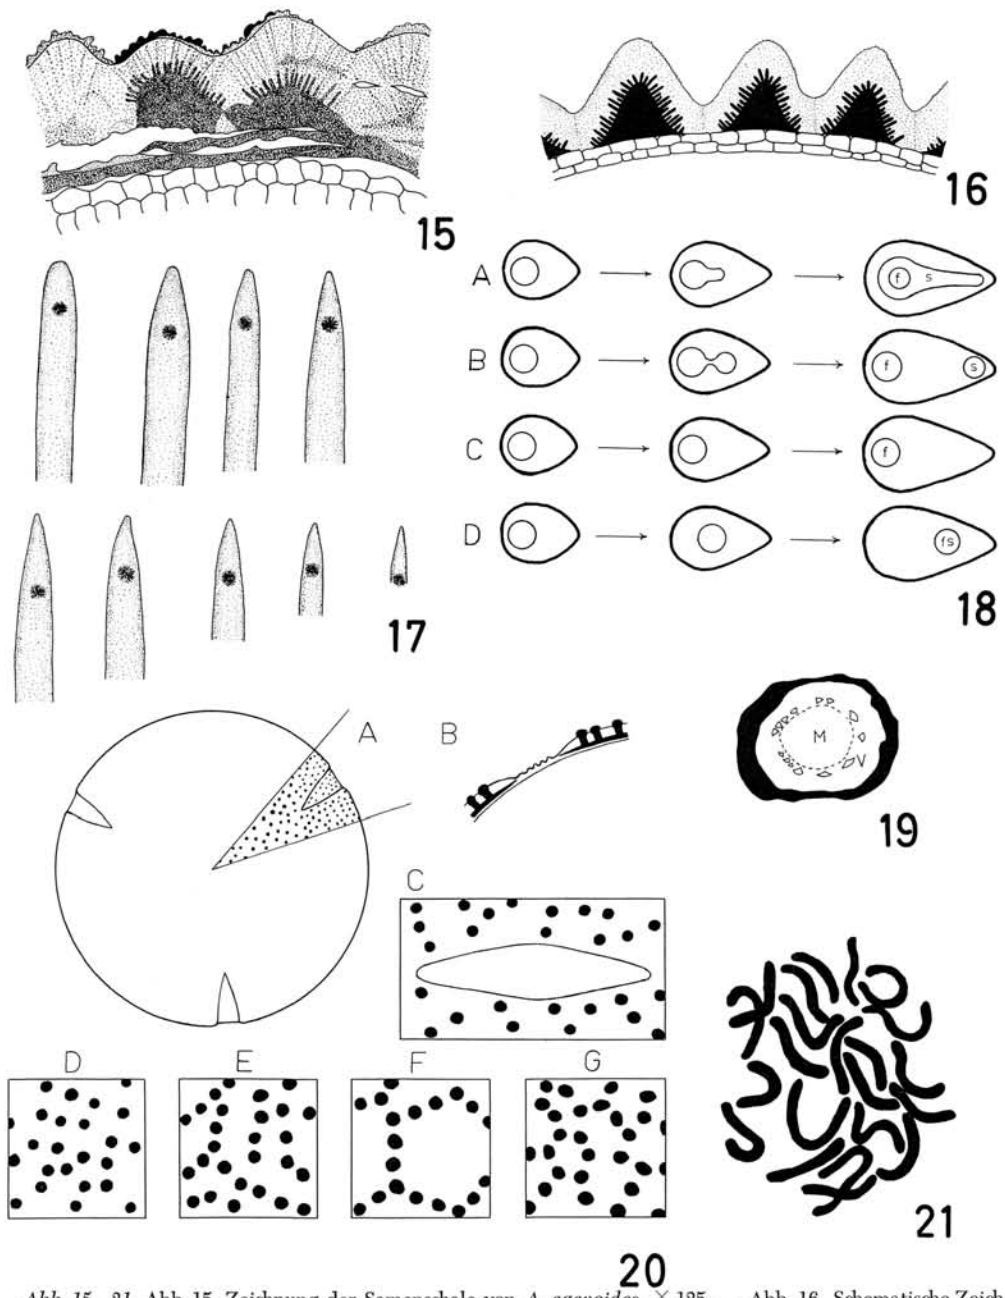 15
16
A f s
B f s
C f
D fs
17
18
A B
M V
19
C
D E F G
21
20
Abb. 15–21. Abb. 15. Zeichnung der Samenschale von A. ×125. — Abb. 16. Schematische Zeich